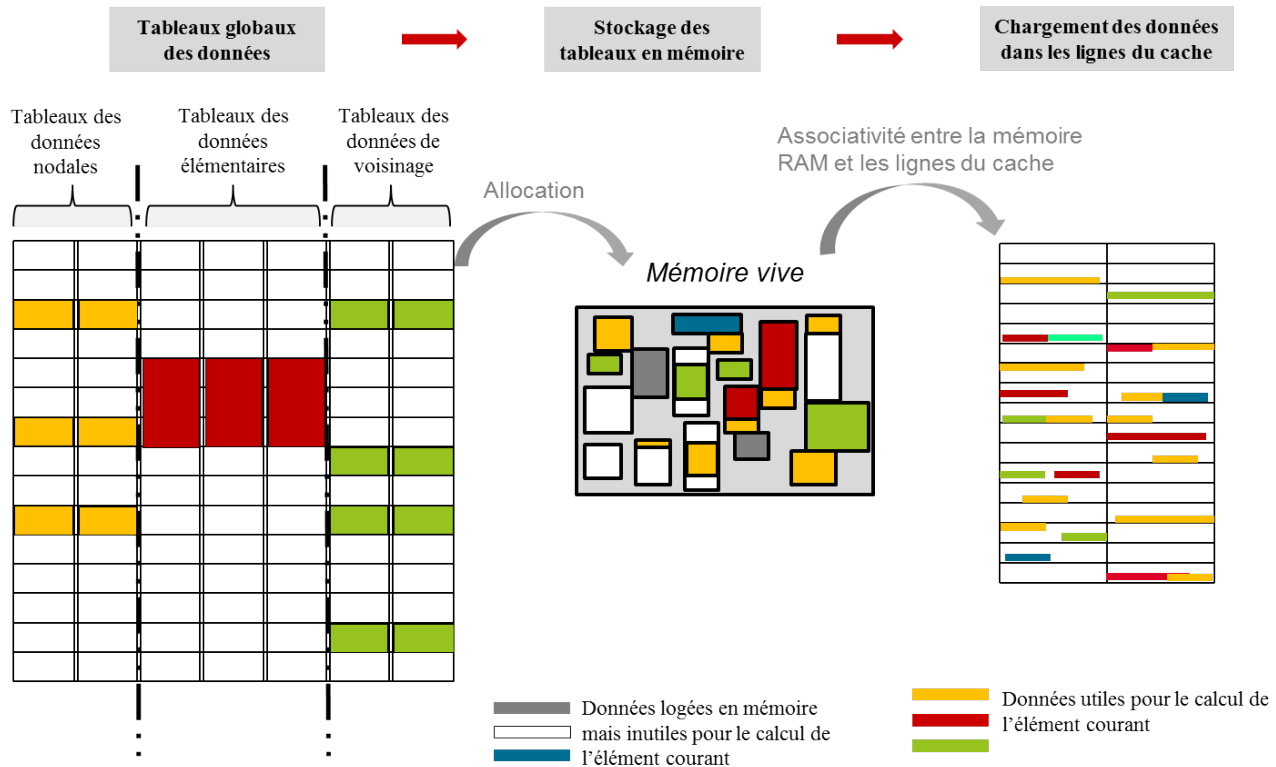 Tableaux globaux
des données
Stockage des
tableaux en mémoire
Chargement des données
dans les lignes du cache
Tableaux des
données
nodales
Tableaux des
données
élémentaires
Tableaux des
données de
voisinage
Allocation
Associativité entre la mémoire
RAM et les lignes du cache
Mémoire vive
Données logées en mémoire
mais inutiles pour le calcul de
l’élément courant
Données utiles pour le calcul de
l’élément courant